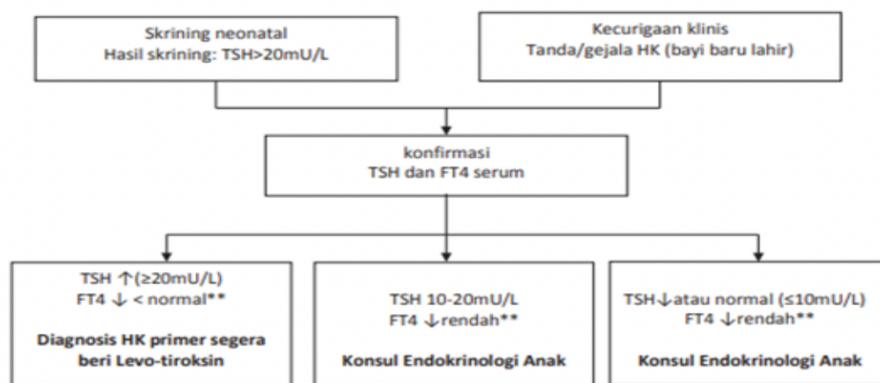 Skrining neonatal
Hasil skrining: TSH>20mU/L
Kecurigaan klinis
Tanda/gejala HK (bayi baru lahir)
konfirmasi
TSH dan FT4 serum
TSH ↑(≥20mU/L)
FT4 ↓ < normal**
Diagnosis HK primer segera
beri Levo-tiroksin
TSH 10-20mU/L
FT4 ↓rendah**
Konsul Endokrinologi Anak
TSH↓atau normal (≤10mU/L)
FT4 ↓rendah**
Konsul Endokrinologi Anak